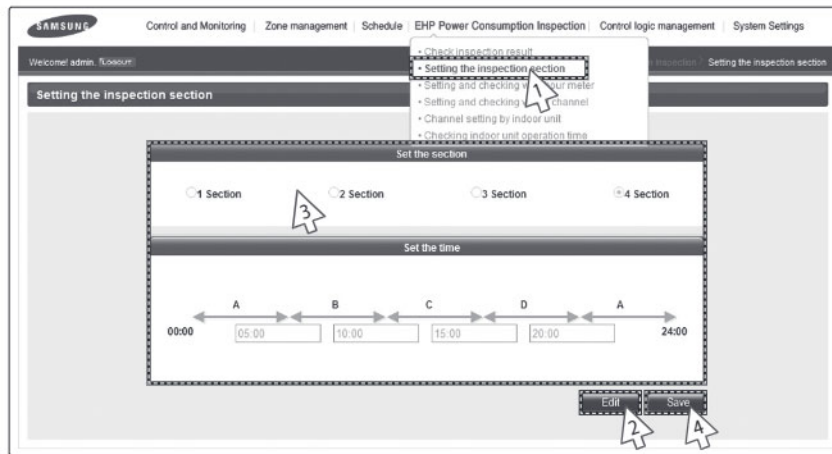 SAMSUNG
Control and Monitoring | Zone management | Schedule | EHP Power Consumption Inspection | Control logic management | System Settings
Welcome! admin. LOGOUT
Setting the inspection section
• Check inspection result
• Setting the inspection section
• Setting and checking our meter
• Setting and checking channel
• Channel setting by indoor unit
• Checking indoor unit operation time
1
Setting the inspection section
Set the section
1 Section
2 Section
3 Section
4 Section
3
Set the time
A B C D A
00:00 05:00 10:00 15:00 20:00 24:00
Edit Save
2 4